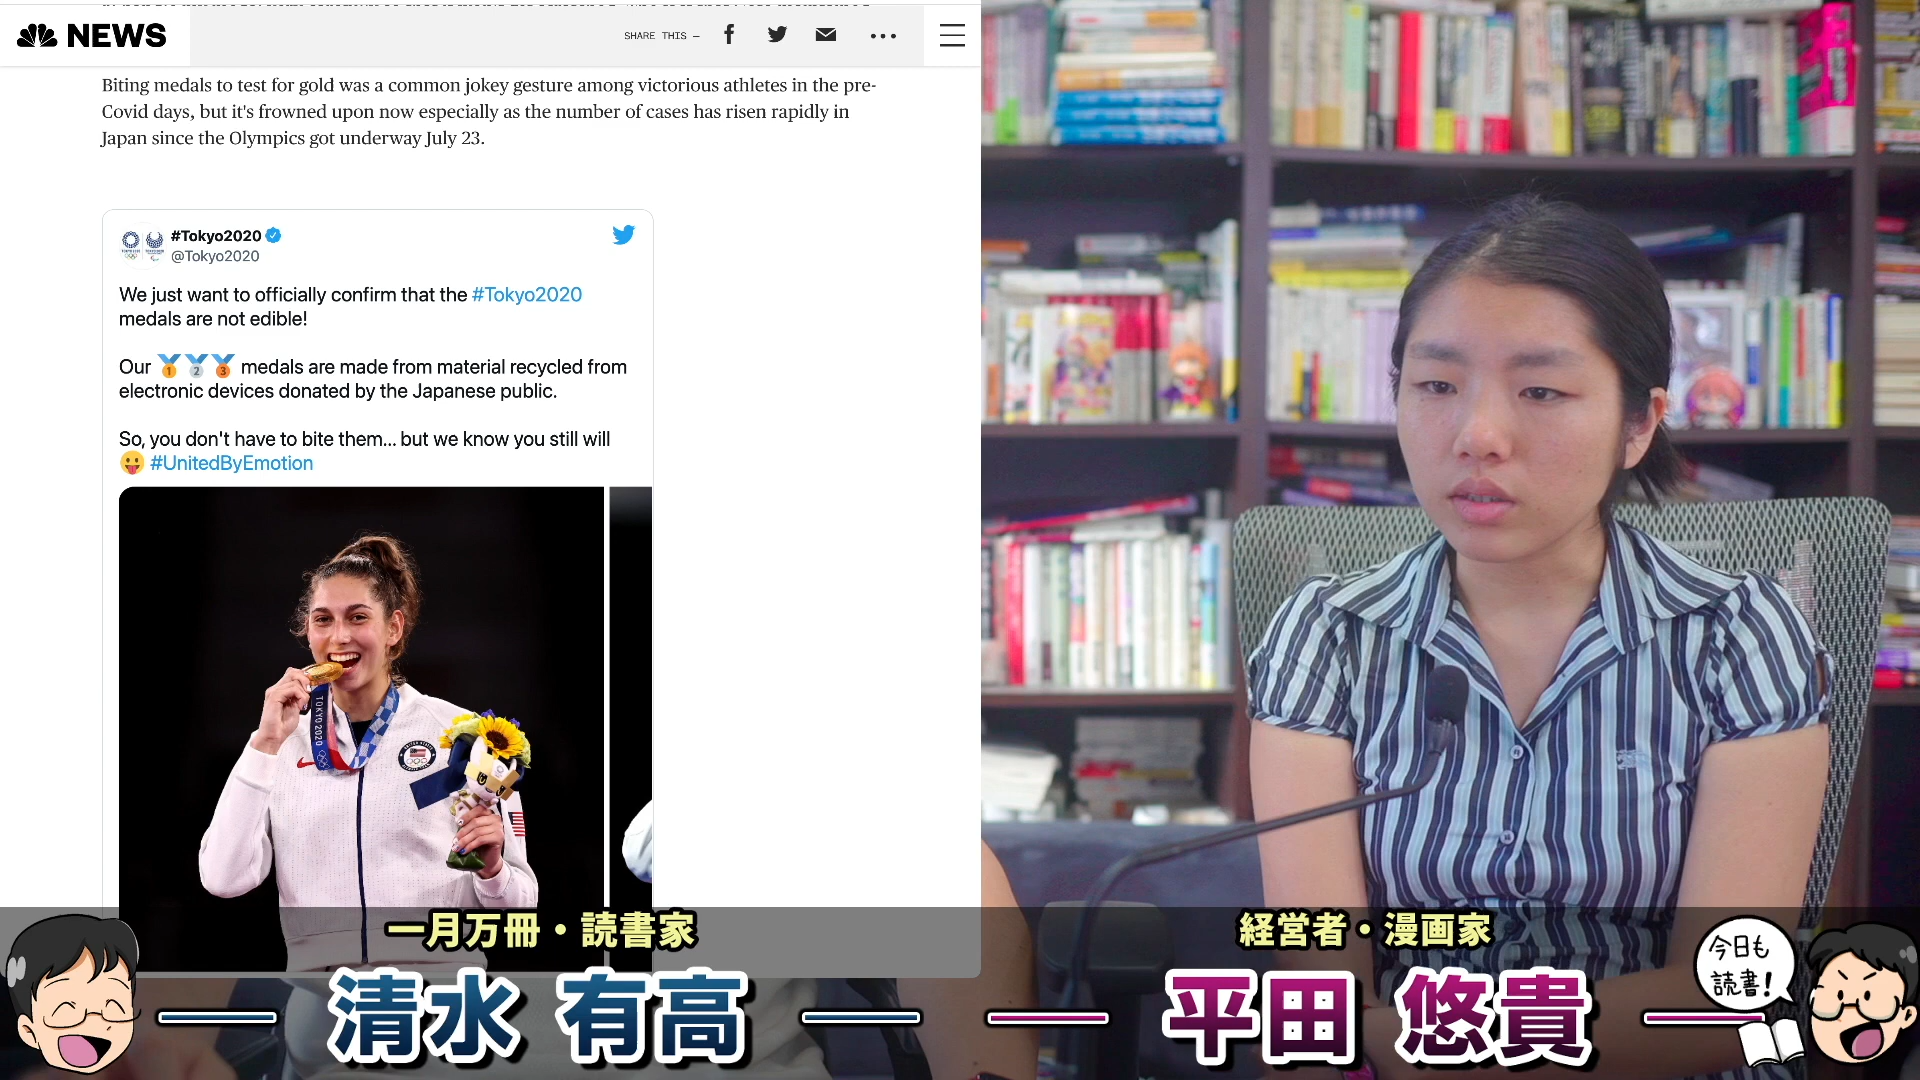 NEWS
SHARE THIS —
Biting medals to test for gold was a common jokey gesture among victorious athletes in the pre-
Covid days, but it's frowned upon now especially as the number of cases has risen rapidly in
Japan since the Olympics got underway July 23.
#Tokyo2020
@Tokyo2020
We just want to officially confirm that the #Tokyo2020
medals are not edible!
Our 🥇🥈🥉 medals are made from material recycled from
electronic devices donated by the Japanese public.
So, you don't have to bite them... but we know you still will
😛 #UnitedByEmotion
TOKYO 2020
一月万冊・読書家
清水 有高
経営者・漫画家
平田 悠貴
今日も
読書!